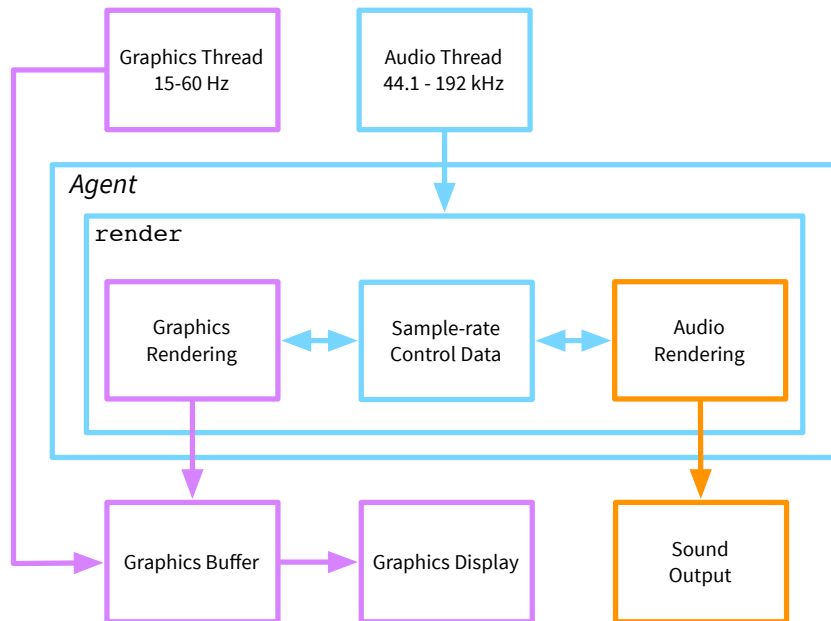 Graphics Thread
15-60 Hz
Audio Thread
44.1 - 192 kHz
Agent
render
Graphics
Rendering
Sample-rate
Control Data
Audio
Rendering
Graphics Buffer
Graphics Display
Sound
Output